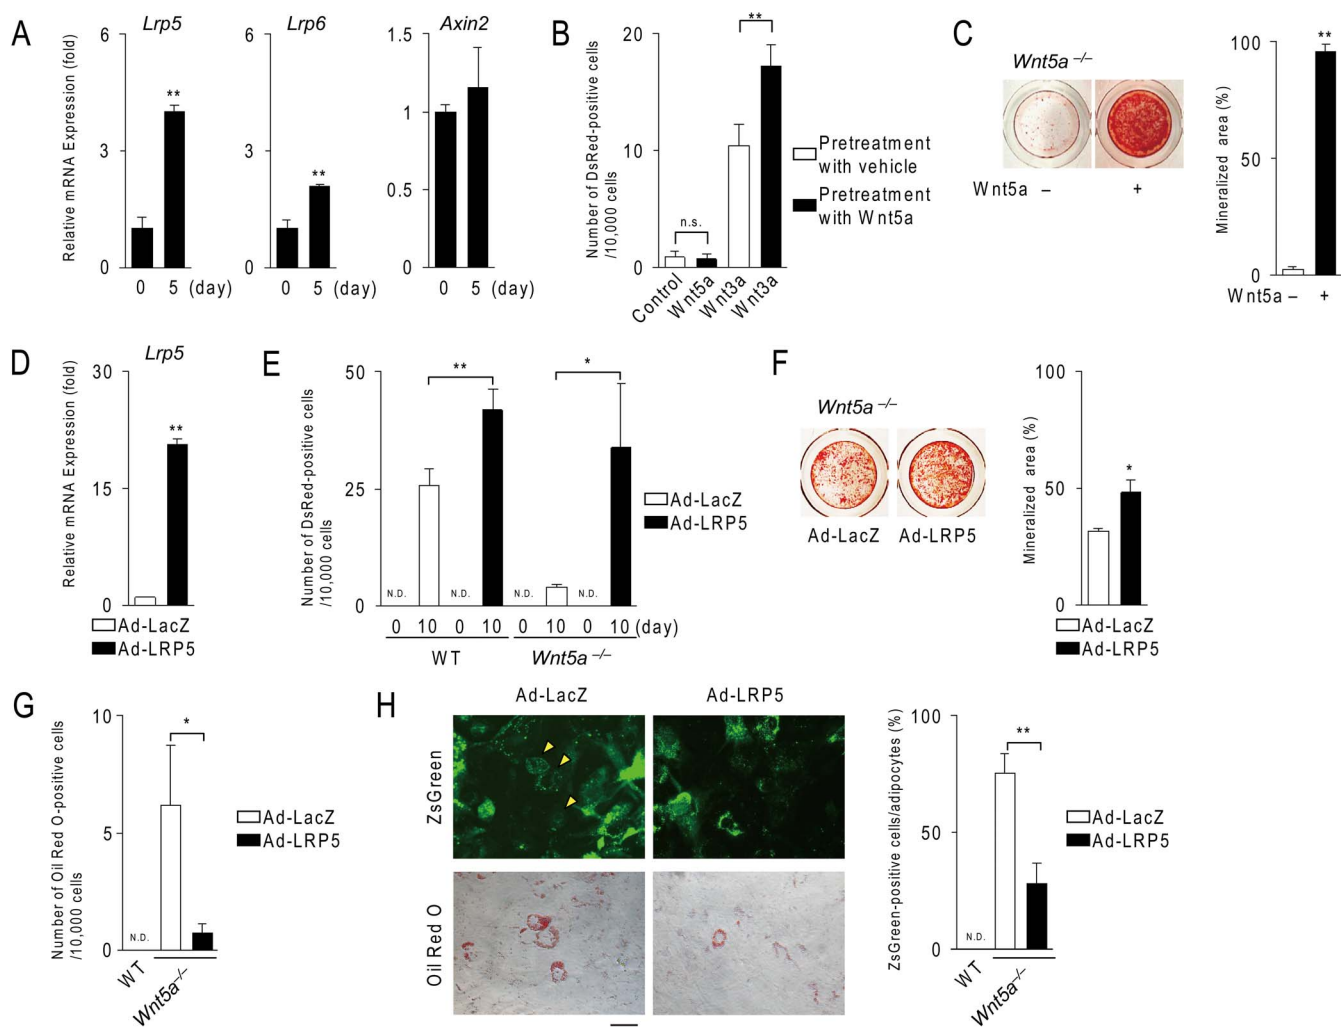 A
Lrp5
Lrp6
Axin2
Relative mRNA Expression (fold)
6
3
0
0 5 (day)
6
3
0
0 5 (day)
1.5
1
0.5
0
0 5 (day)
**
**
B
Number of DsRed-positive cells
/10,000 cells
20
10
0
n.s.
**
Control
Wnt5a
Wnt3a
Wnt3a
Pretreatment
with vehicle
Pretreatment
with Wnt5a
C
Wnt5a –/–
Wnt5a – +
Mineralized area (%)
100
50
0
**
Wnt5a – +
D
Lrp5
Relative mRNA Expression (fold)
30
15
0
**
Ad-LacZ
Ad-LRP5
E
Number of DsRed-positive cells
/10,000 cells
50
25
0
**
*
N.D. N.D. N.D. N.D.
0 10 0 10 0 10 0 10 (day)
WT Wnt5a –/–
Ad-LacZ
Ad-LRP5
F
Wnt5a –/–
Ad-LacZ Ad-LRP5
Mineralized area (%)
100
50
0
*
Ad-LacZ
Ad-LRP5
G
Number of Oil Red O-positive cells
/10,000 cells
10
5
0
*
N.D.
WT
Wnt5a–/–
Ad-LacZ
Ad-LRP5
H
Ad-LacZ Ad-LRP5
ZsGreen
Oil Red O
ZsGreen-positive cells/adipocytes (%)
100
50
0
**
N.D.
WT
Wnt5a–/–
Ad-LacZ
Ad-LRP5